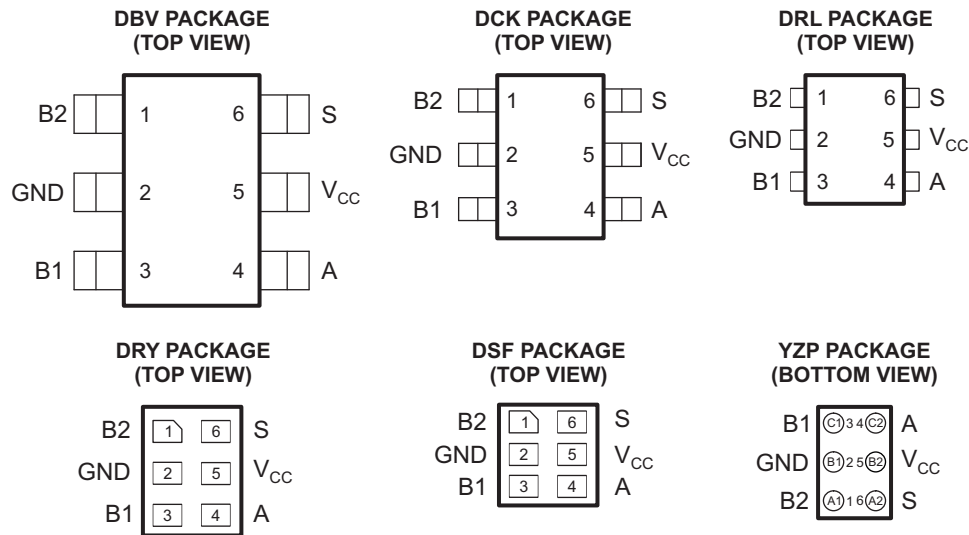 DBV PACKAGE
(TOP VIEW)
B2 1 6 S
GND 2 5 VCC
B1 3 4 A
DCK PACKAGE
(TOP VIEW)
B2 1 6 S
GND 2 5 VCC
B1 3 4 A
DRL PACKAGE
(TOP VIEW)
B2 1 6 S
GND 2 5 VCC
B1 3 4 A
DRY PACKAGE
(TOP VIEW)
B2 1 6 S
GND 2 5 VCC
B1 3 4 A
DSF PACKAGE
(TOP VIEW)
B2 1 6 S
GND 2 5 VCC
B1 3 4 A
YZP PACKAGE
(BOTTOM VIEW)
B1 C1 3 4 C2 A
GND B1 2 5 B2 VCC
B2 A1 1 6 A2 S